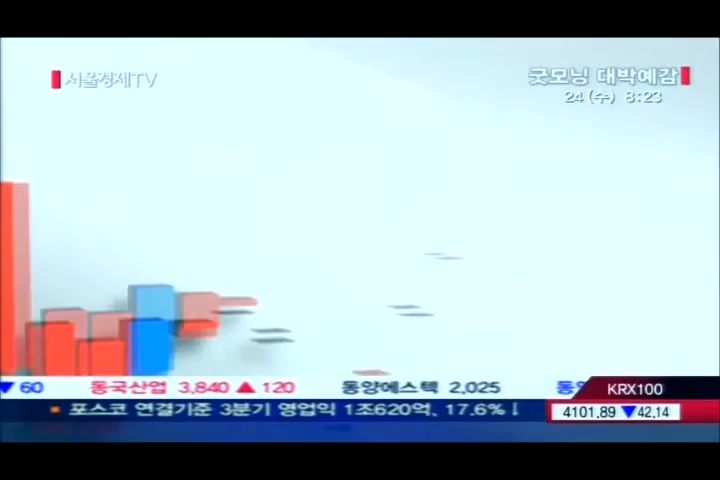 서울경제TV
굿모닝 대박예감
24(수) 8:23
▼ 60 동국산업 3,840 ▲ 120 동양에스텍 2,025
KRX100
포스코 연결기준 3분기 영업익 1조620억, 17.6%↓
4101.89 ▼42.14